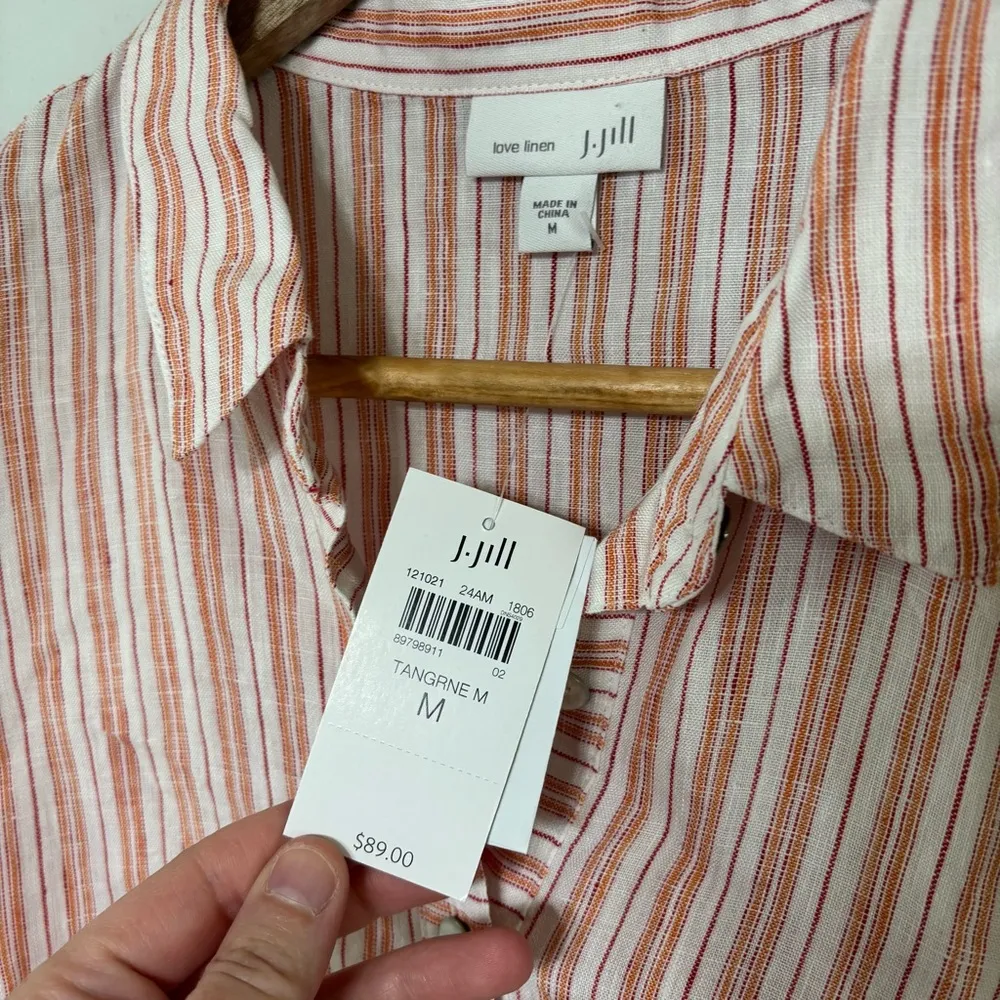 love linen J.Jill
MADE IN
CHINA
M
J.Jill
121021 24AM 1806
89798911 02
TANGRNE M
M
$89.00